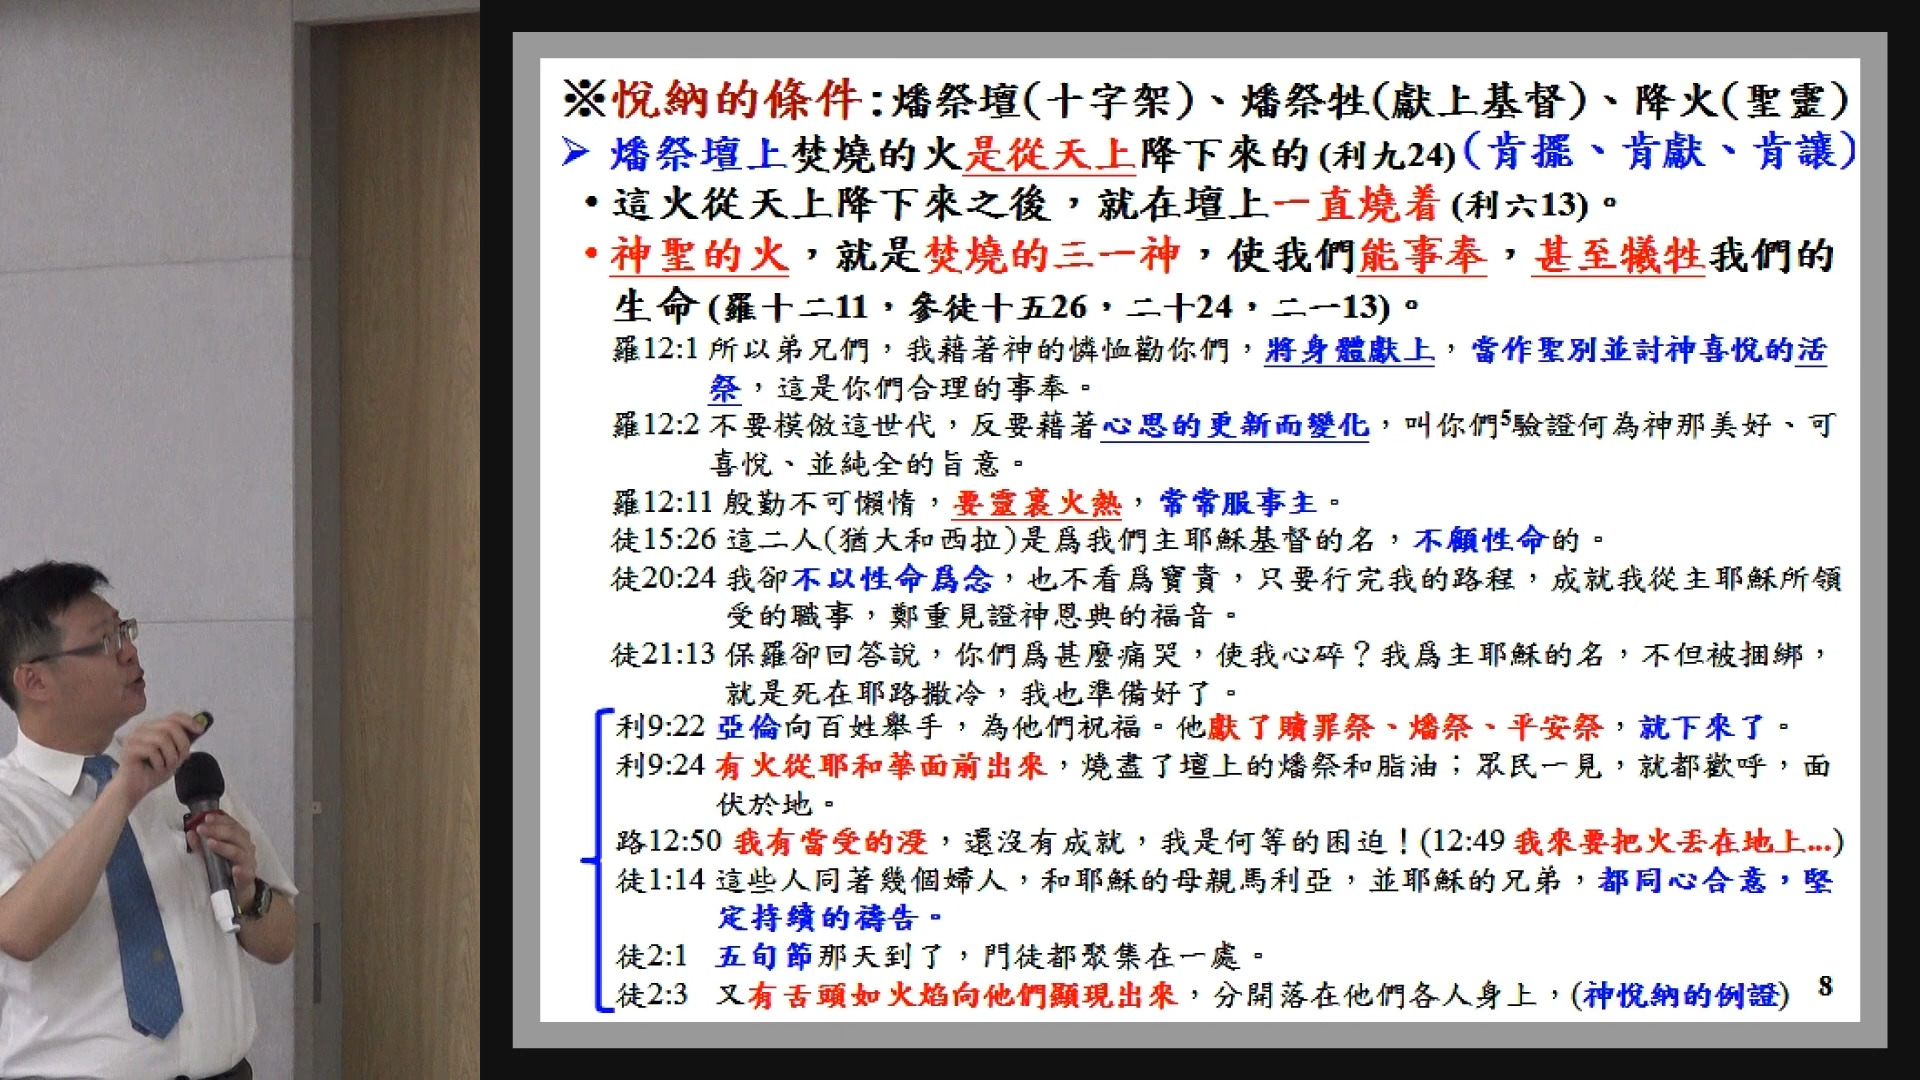 ※悅納的條件:燔祭壇(十字架)、燔祭牲(獻上基督)、降火(聖靈)
➢ 燔祭壇上焚燒的火是從天上降下來的(利九24)(肯擺、肯獻、肯讓)
•這火從天上降下來之後，就在壇上一直燒着(利六13)。
•神聖的火，就是焚燒的三一神，使我們能事奉，甚至犧牲我們的
生命(羅十二11，參徒十五26，二十24，二一13)。
羅12:1 所以弟兄們，我藉著神的憐恤勸你們，將身體獻上，當作聖別並討神喜悅的活
祭，這是你們合理的事奉。
羅12:2 不要模倣這世代，反要藉著心思的更新而變化，叫你們⁵驗證何為神那美好、可
喜悅、並純全的旨意。
羅12:11 殷勤不可懶惰，要靈裏火熱，常常服事主。
徒15:26 這二人(猶大和西拉)是爲我們主耶穌基督的名，不顧性命的。
徒20:24 我卻不以性命爲念，也不看爲寶貴，只要行完我的路程，成就我從主耶穌所領
受的職事，鄭重見證神恩典的福音。
徒21:13 保羅卻回答說，你們爲甚麼痛哭，使我心碎？我爲主耶穌的名，不但被捆綁，
就是死在耶路撒冷，我也準備好了。
利9:22 亞倫向百姓舉手，為他們祝福。他獻了贖罪祭、燔祭、平安祭，就下來了。
利9:24 有火從耶和華面前出來，燒盡了壇上的燔祭和脂油；眾民一見，就都歡呼，面
伏於地。
路12:50 我有當受的浸，還沒有成就，我是何等的困迫！(12:49 我來要把火丟在地上...)
徒1:14 這些人同著幾個婦人，和耶穌的母親馬利亞，並耶穌的兄弟，都同心合意，堅
定持續的禱告。
徒2:1 五旬節那天到了，門徒都聚集在一處。
徒2:3 又有舌頭如火焰向他們顯現出來，分開落在他們各人身上，(神悅納的例證)
8